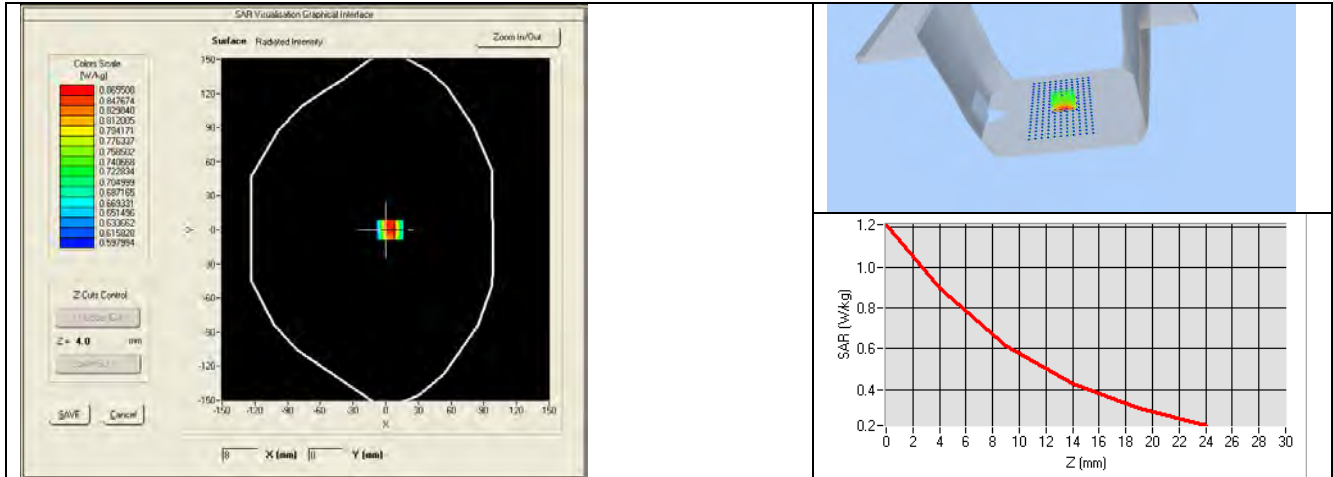 SAR Visualisation Graphical Interface
Surface Radiated Intensity
Zoom In/Out
Colors Scale
[W/kg]
0.865508
0.847674
0.829840
0.812005
0.794171
0.776337
0.758502
0.740668
0.722834
0.704999
0.687165
0.669331
0.651496
0.633662
0.615828
0.597994
Z Cuts Control
Z = 4.0 mm
SAVE
Cancel
150-
120-
90-
60-
30-
0-
-30-
-60-
-90-
-120-
-150-
Y
-150 -120 -90 -60 -30 0 30 60 90 120 150
X
8 X (mm) 0 Y (mm)
1.2-
1.0-
0.8-
0.6-
0.4-
0.2-
SAR (W/kg)
0 2 4 6 8 10 12 14 16 18 20 22 24 26 28 30
Z (mm)